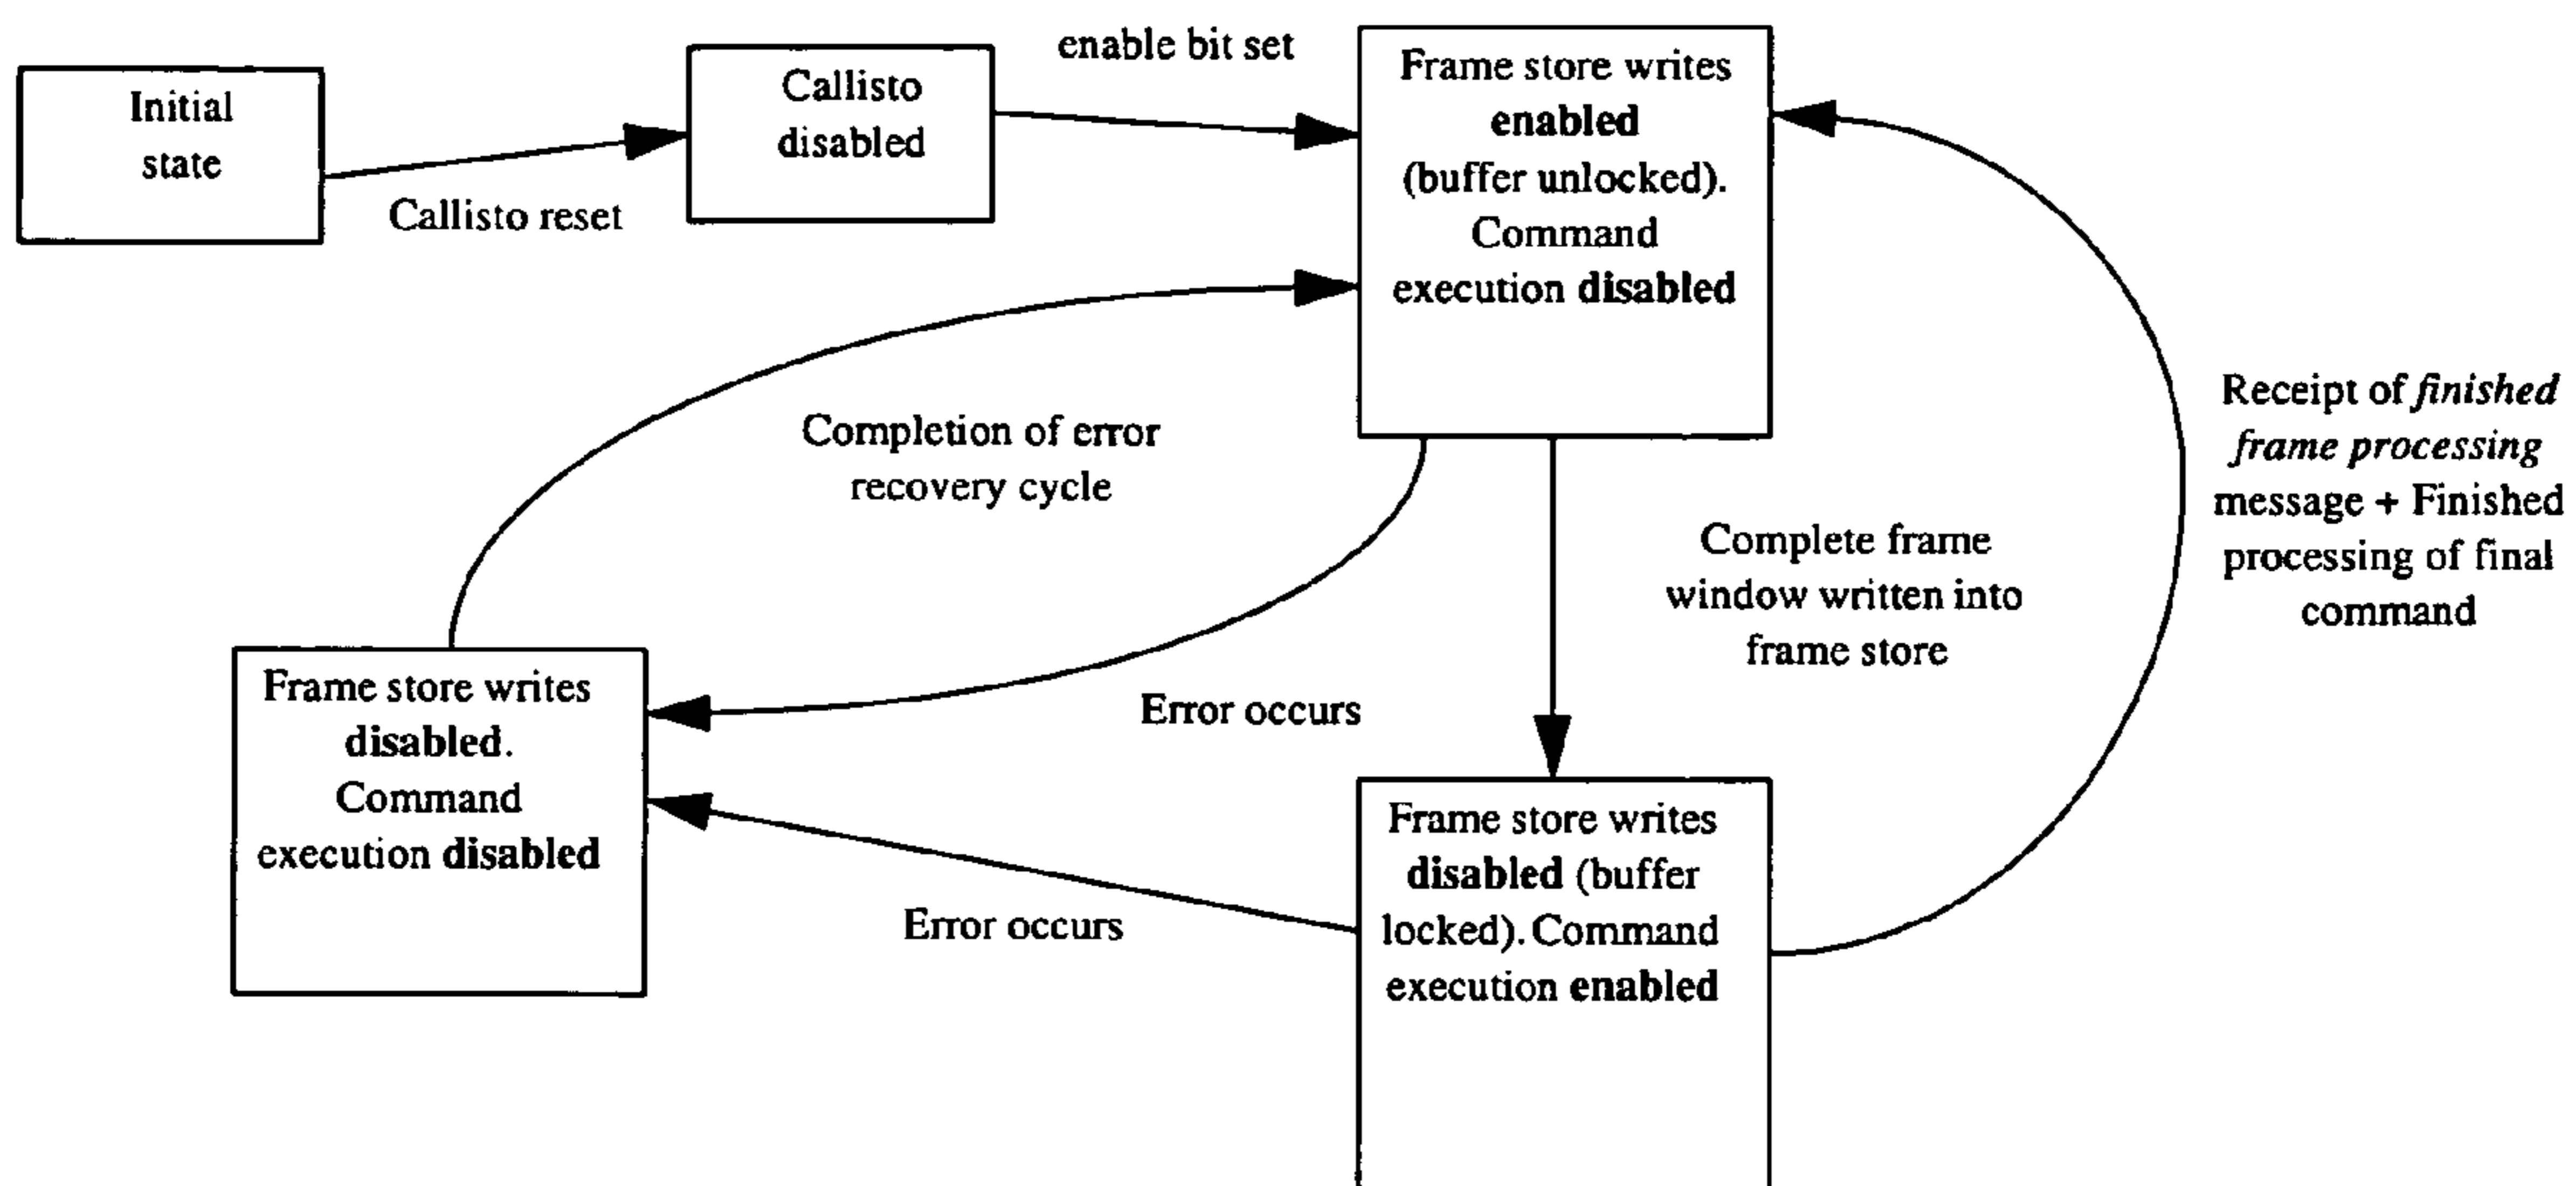 Initial
state
Callisto reset
Callisto
disabled
enable bit set
Frame store writes
enabled
(buffer unlocked).
Command
execution disabled
Completion of error
recovery cycle
Receipt of finished
frame processing
message + Finished
processing of final
command
Complete frame
window written into
frame store
Error occurs
Frame store writes
disabled.
Command
execution disabled
Error occurs
Frame store writes
disabled (buffer
locked). Command
execution enabled